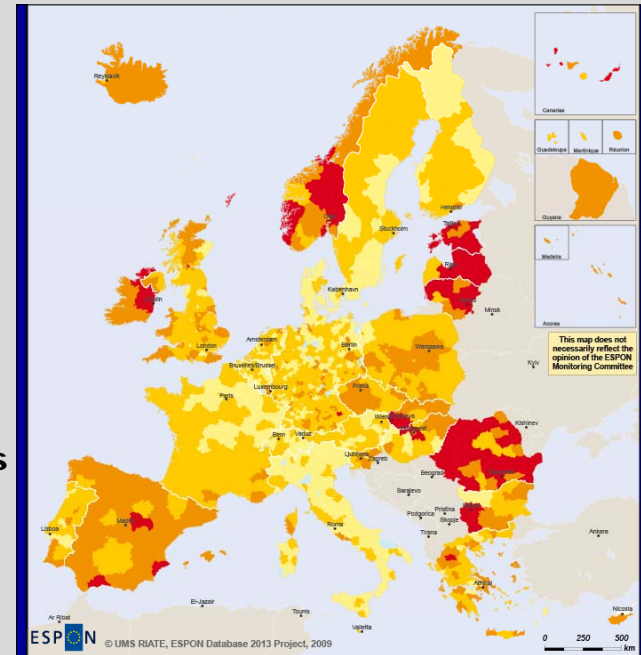 Reykjavik
Canarias
Guadeloupe
Martinique
Réunion
Guyane
Madeira
Acores
This map does not
necessarily reflect the
opinion of the ESPON
Monitoring Committee
Helsinki
Tallinn
Oslo
Stockholm
Riga
København
Minsk
Dublin
London
Amsterdam
Berlin
Warszawa
Bruxelles/Brussel
Kyiv
Luxembourg
Praha
Paris
Wien
Kishinev
Bern
Vaduz
Ljubljana
Zagreb
Beograd
s
Sarajevo
Podgorica
Pristina
Skopje
Tirana
Roma
Madrid
Lisboa
Ankara
Athinai
El-Jazair
Tounis
Ar Ribat
Valletta
Nicosia
ESPON
© UMS RIATE, ESPON Database 2013 Project, 2009
0 250 500
km